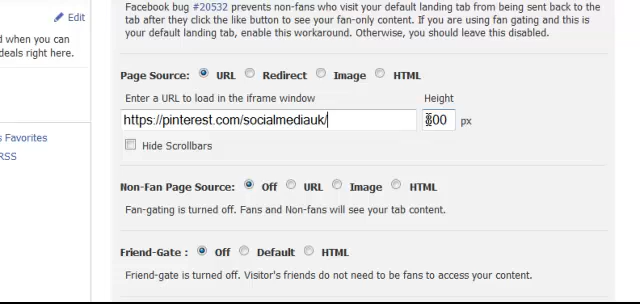 Facebook bug #20532 prevents non-fans who visit your default landing tab from being sent back to the
tab after they click the like button to see your fan-only content. If you are using fan gating and this is
your default landing tab, enable this workaround. Otherwise, you should leave this disabled.
Edit
d when you can
deals right here.
Page Source: URL Redirect Image HTML
Enter a URL to load in the iframe window Height
https://pinterest.com/socialmediauk/ 00 px
Hide Scrollbars
s Favorites
RSS
Non-Fan Page Source: Off URL Image HTML
Fan-gating is turned off. Fans and Non-fans will see your tab content.
Friend-Gate : Off Default HTML
Friend-gate is turned off. Visitor's friends do not need to be fans to access your content.